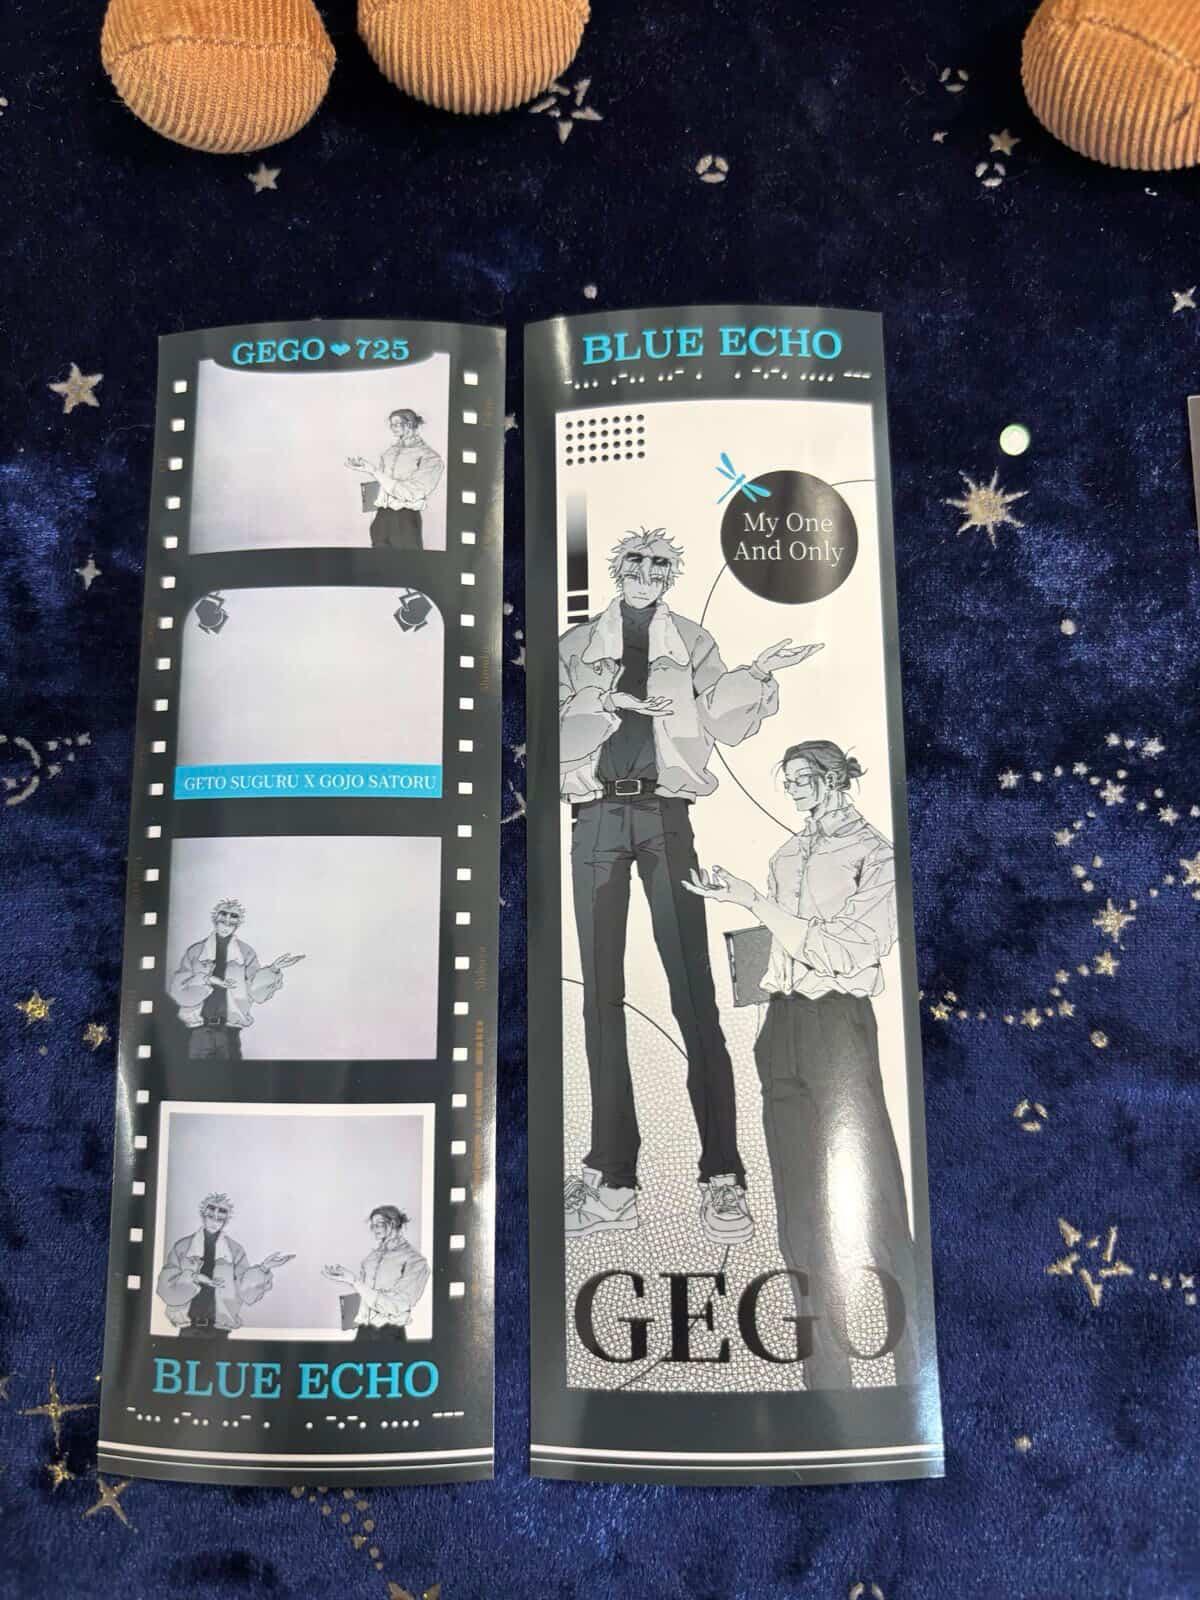 GEGO❤725
GETO SUGURU X GOJO SATORU
BLUE ECHO
-... .-.. ..- . . -.-. .... ---
BLUE ECHO
-... .-.. ..- . . -.-. .... ---
My One
And Only
GEGO